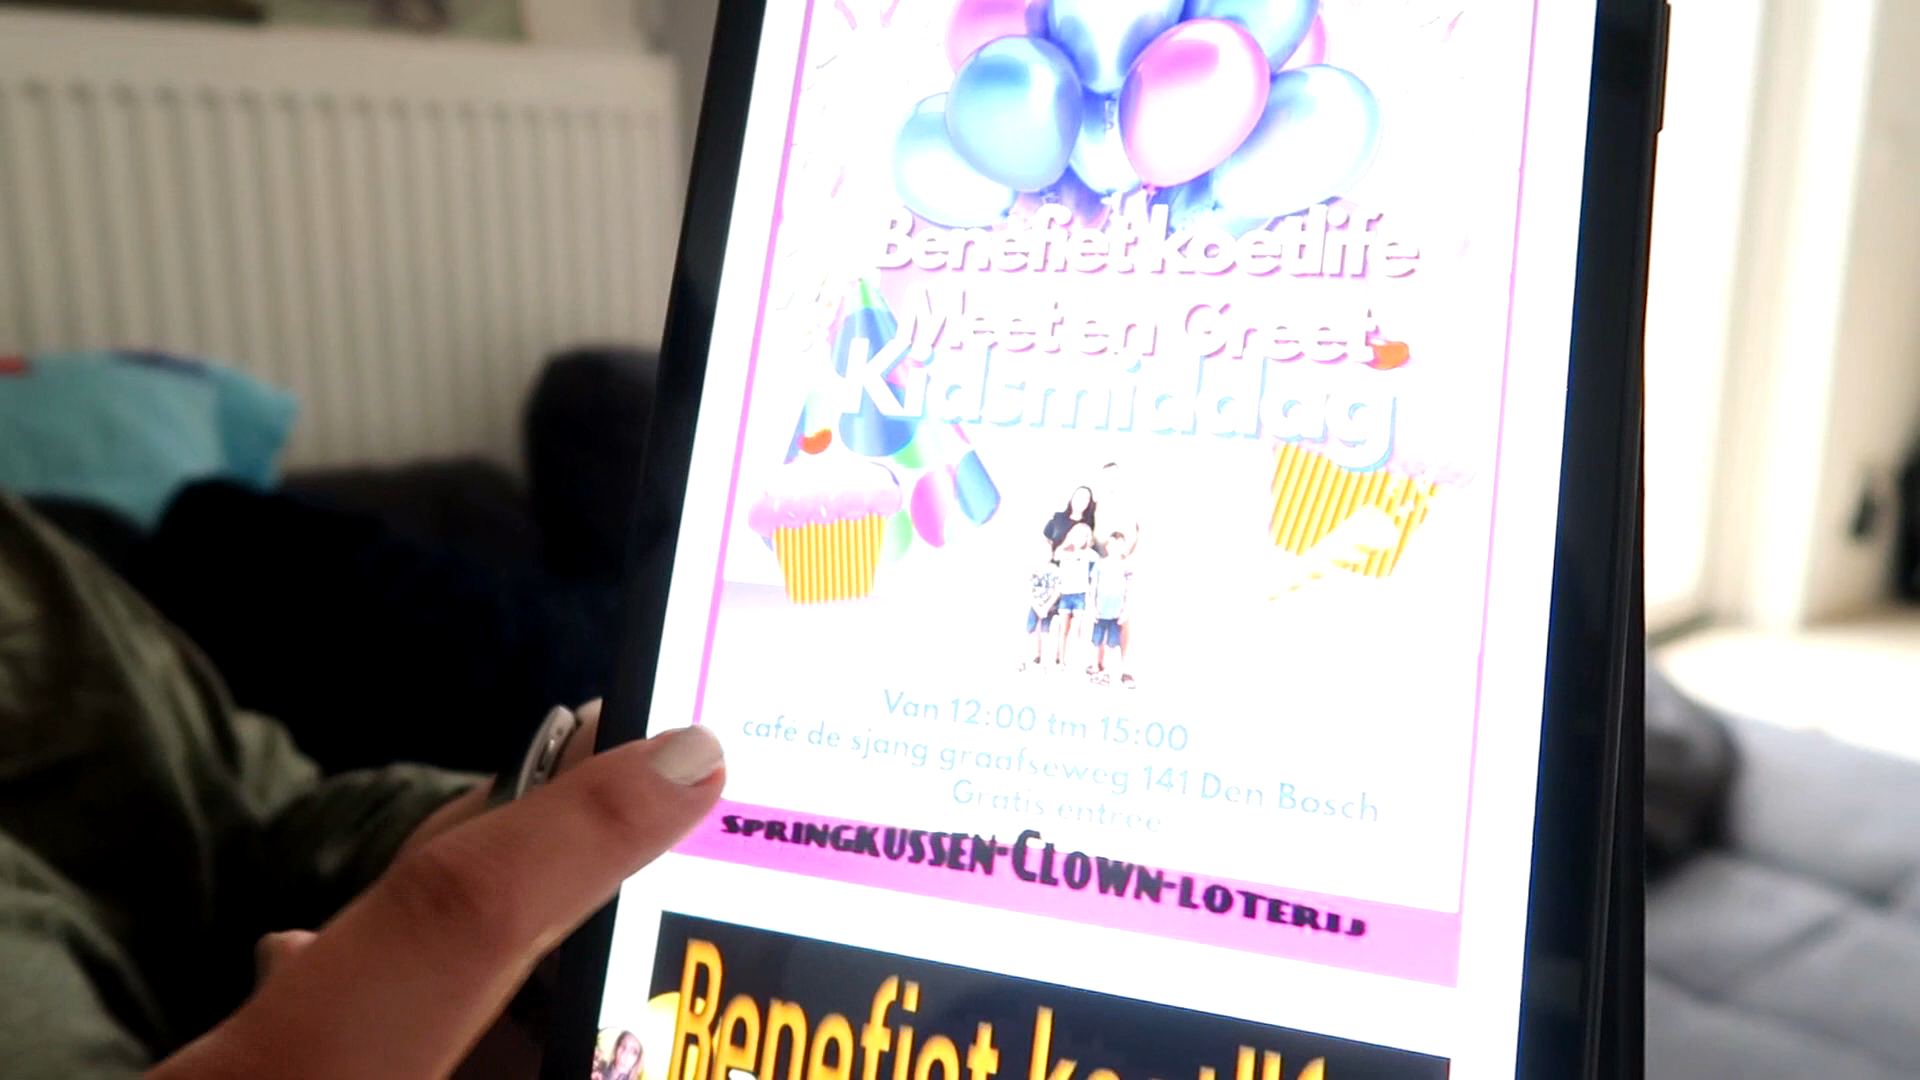 Benefiet koetlife
Meet en Greet
Kidsmiddag
Van 12:00 tm 15:00
café de sjang graafseweg 141 Den Bosch
Gratis entree
SPRINGKUSSEN-CLOWN-LOTERIJ
Benefiet koetlife